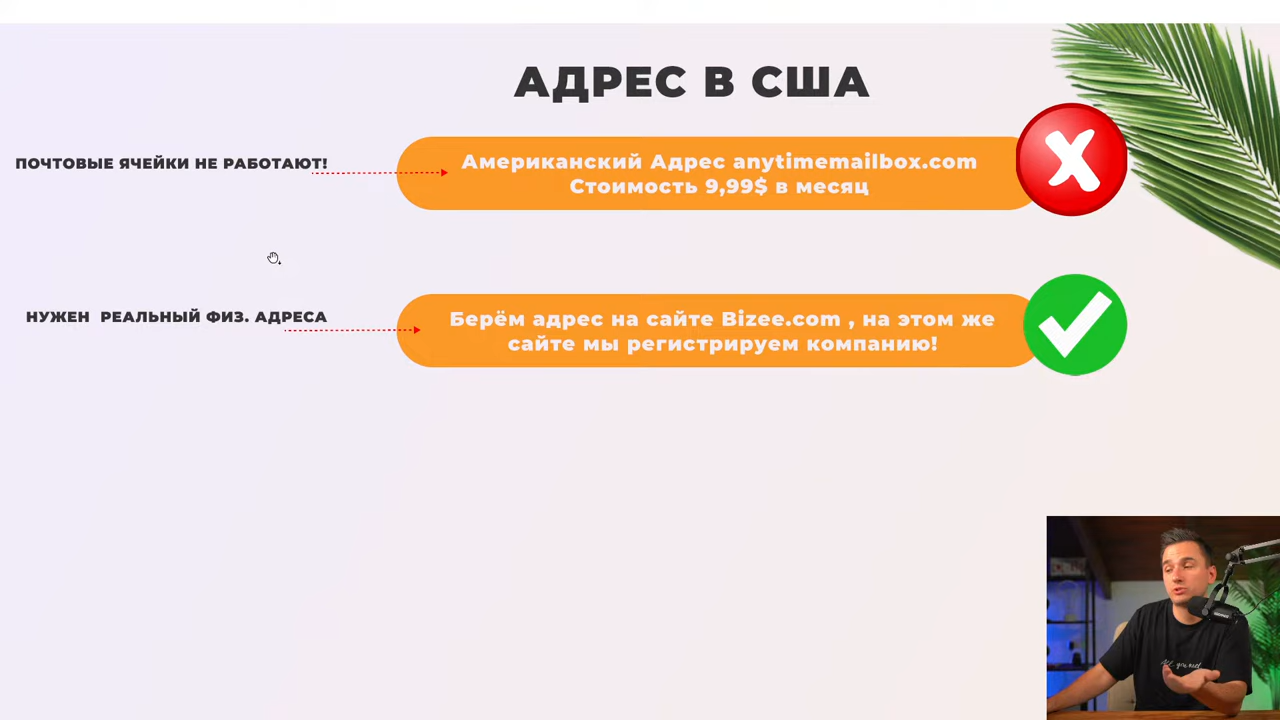 АДРЕС В США
ПОЧТОВЫЕ ЯЧЕЙКИ НЕ РАБОТАЮТ!
Американский Адрес anytimemailbox.com
Стоимость 9,99$ в месяц
НУЖЕН РЕАЛЬНЫЙ ФИЗ. АДРЕСА
Берём адрес на сайте Bizee.com , на этом же
сайте мы регистрируем компанию!